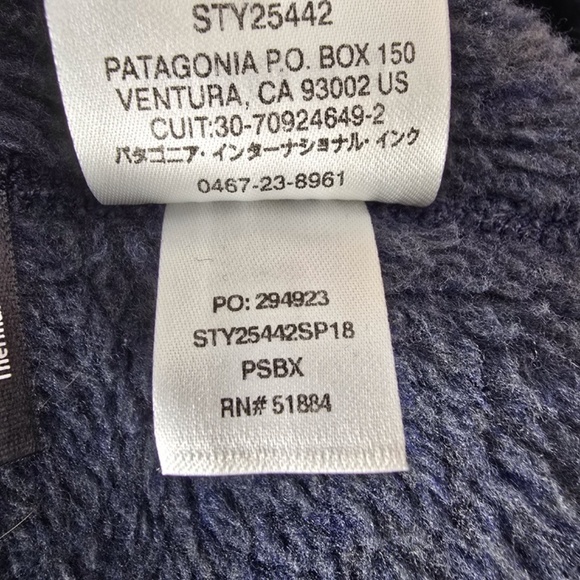 STY25442
PATAGONIA P.O. BOX 150
VENTURA, CA 93002 US
CUIT:30-70924649-2
パタゴニア・インターナショナル・インク
0467-23-8961
PO: 294923
STY25442SP18
PSBX
RN# 51884